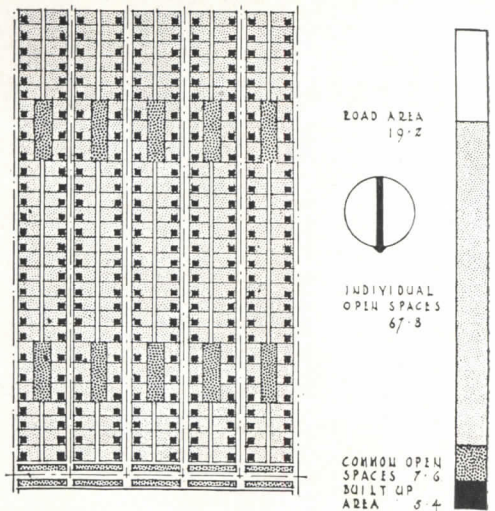 ROAD AREA
19·2
INDIVIDUAL
OPEN SPACES
67·8
COMMON OPEN
SPACES 7·6
BUILT UP
AREA 5·4